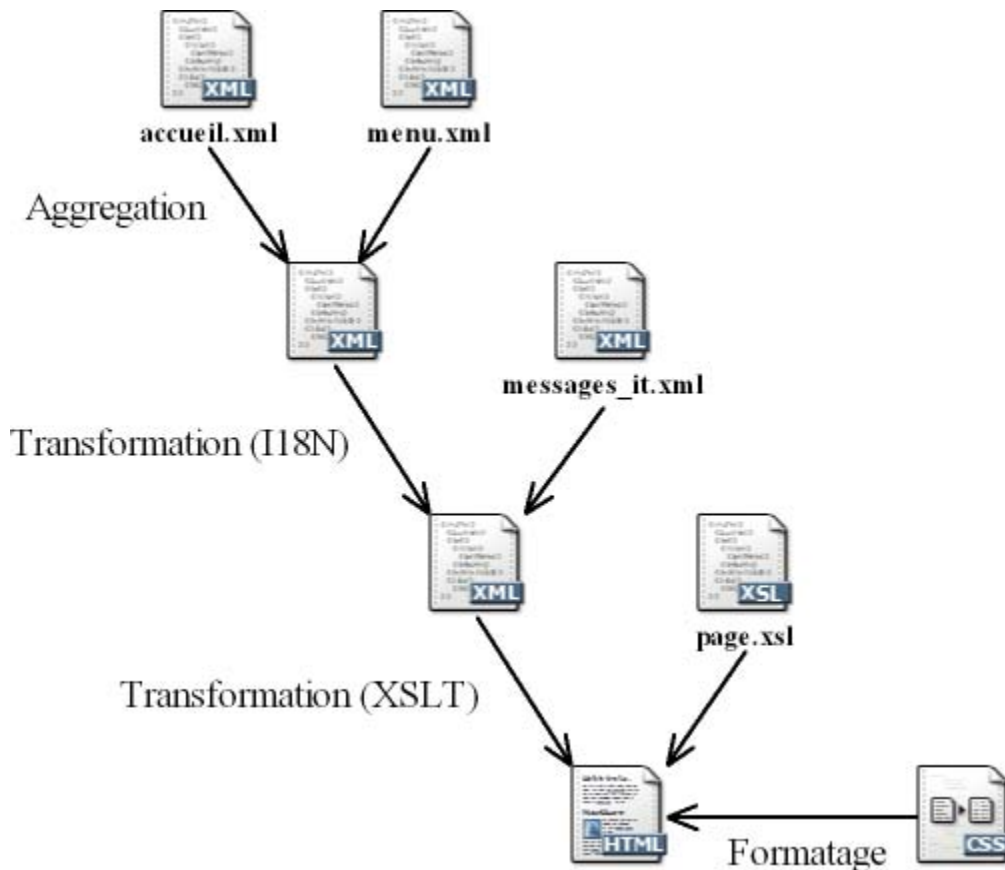 XML XML
accueil.xml menu.xml
Aggregation
XML XML
messages_it.xml
Transformation (I18N)
XML XSL
page.xsl
Transformation (XSLT)
HTML CSS
Formatage